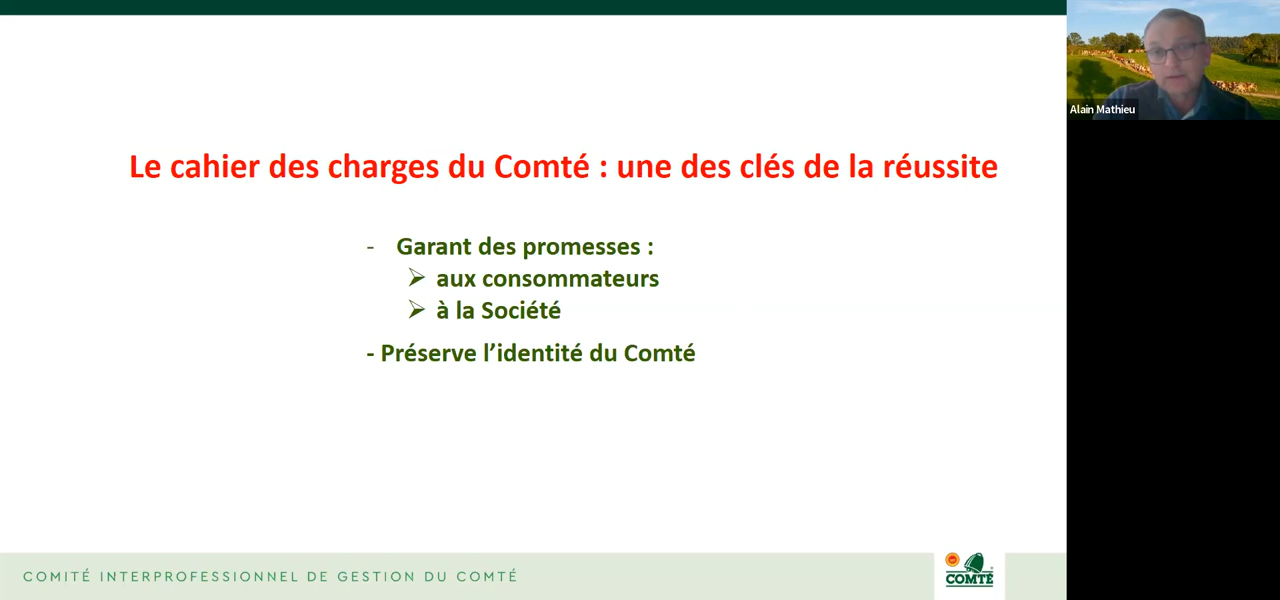 Le cahier des charges du Comté : une des clés de la réussite
- Garant des promesses :
➢ aux consommateurs
➢ à la Société
- Préserve l’identité du Comté
COMITÉ INTERPROFESSIONNEL DE GESTION DU COMTÉ
COMTÉ
Alain Mathieu